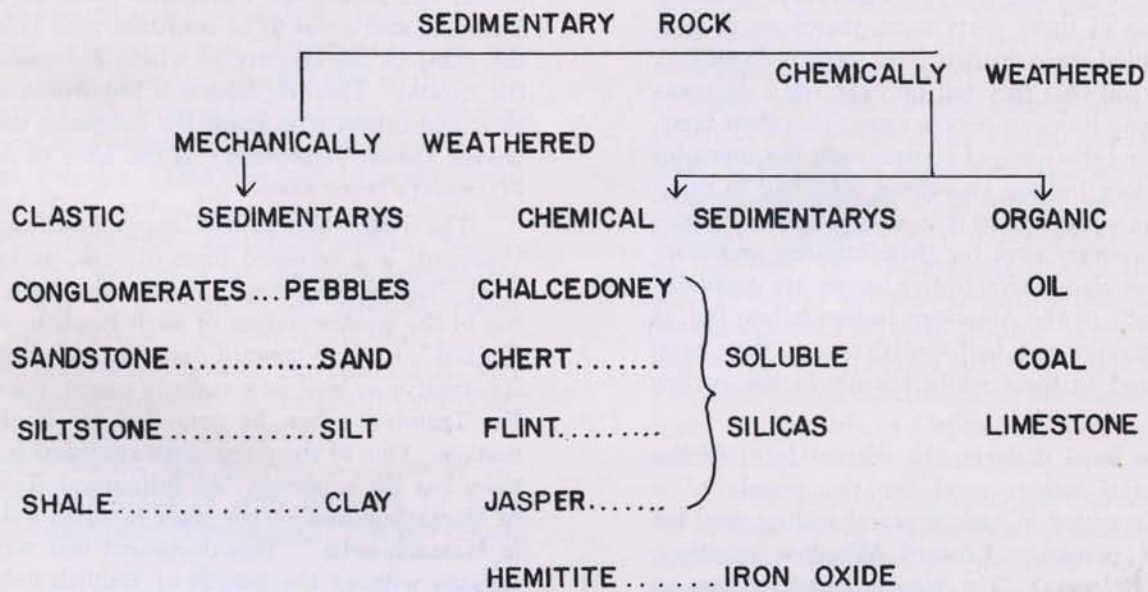 SEDIMENTARY ROCK
CHEMICALLY WEATHERED
MECHANICALLY WEATHERED
CLASTIC SEDIMENTARYS
CHEMICAL SEDIMENTARYS
ORGANIC
CONGLOMERATES...PEBBLES
SANDSTONE.............SAND
SILTSTONE.............SILT
SHALE..................CLAY
CHALCEDONEY
CHERT........
FLINT.........
JASPER.......
SOLUBLE
SILICAS
HEMITITE.......IRON OXIDE
OIL
COAL
LIMESTONE